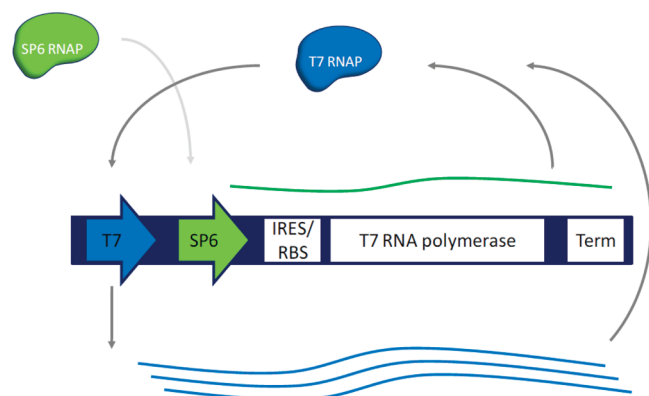 SP6 RNAP
T7 RNAP
T7
SP6
IRES/
RBS
T7 RNA polymerase
Term